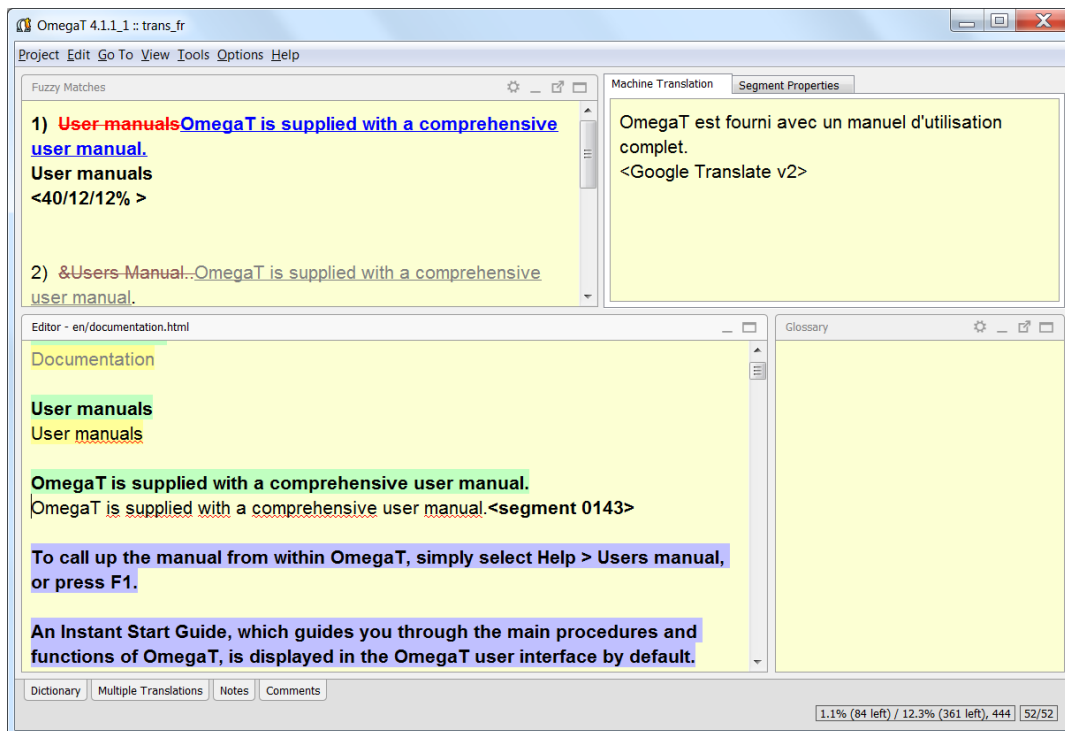 OmegaT 4.1.1_1 :: trans_fr
Project Edit Go To View Tools Options Help
Fuzzy Matches
1) User manualsOmegaT is supplied with a comprehensive
user manual.
User manuals
<40/12/12% >
2) &Users Manual..OmegaT is supplied with a comprehensive
user manual.
Machine Translation Segment Properties
OmegaT est fourni avec un manuel d'utilisation
complet.
<Google Translate v2>
Editor - en/documentation.html
Documentation
User manuals
User manuals
OmegaT is supplied with a comprehensive user manual.
OmegaT is supplied with a comprehensive user manual.<segment 0143>
To call up the manual from within OmegaT, simply select Help > Users manual,
or press F1.
An Instant Start Guide, which guides you through the main procedures and
functions of OmegaT, is displayed in the OmegaT user interface by default.
Glossary
Dictionary Multiple Translations Notes Comments
1.1% (84 left) / 12.3% (361 left), 444 52/52